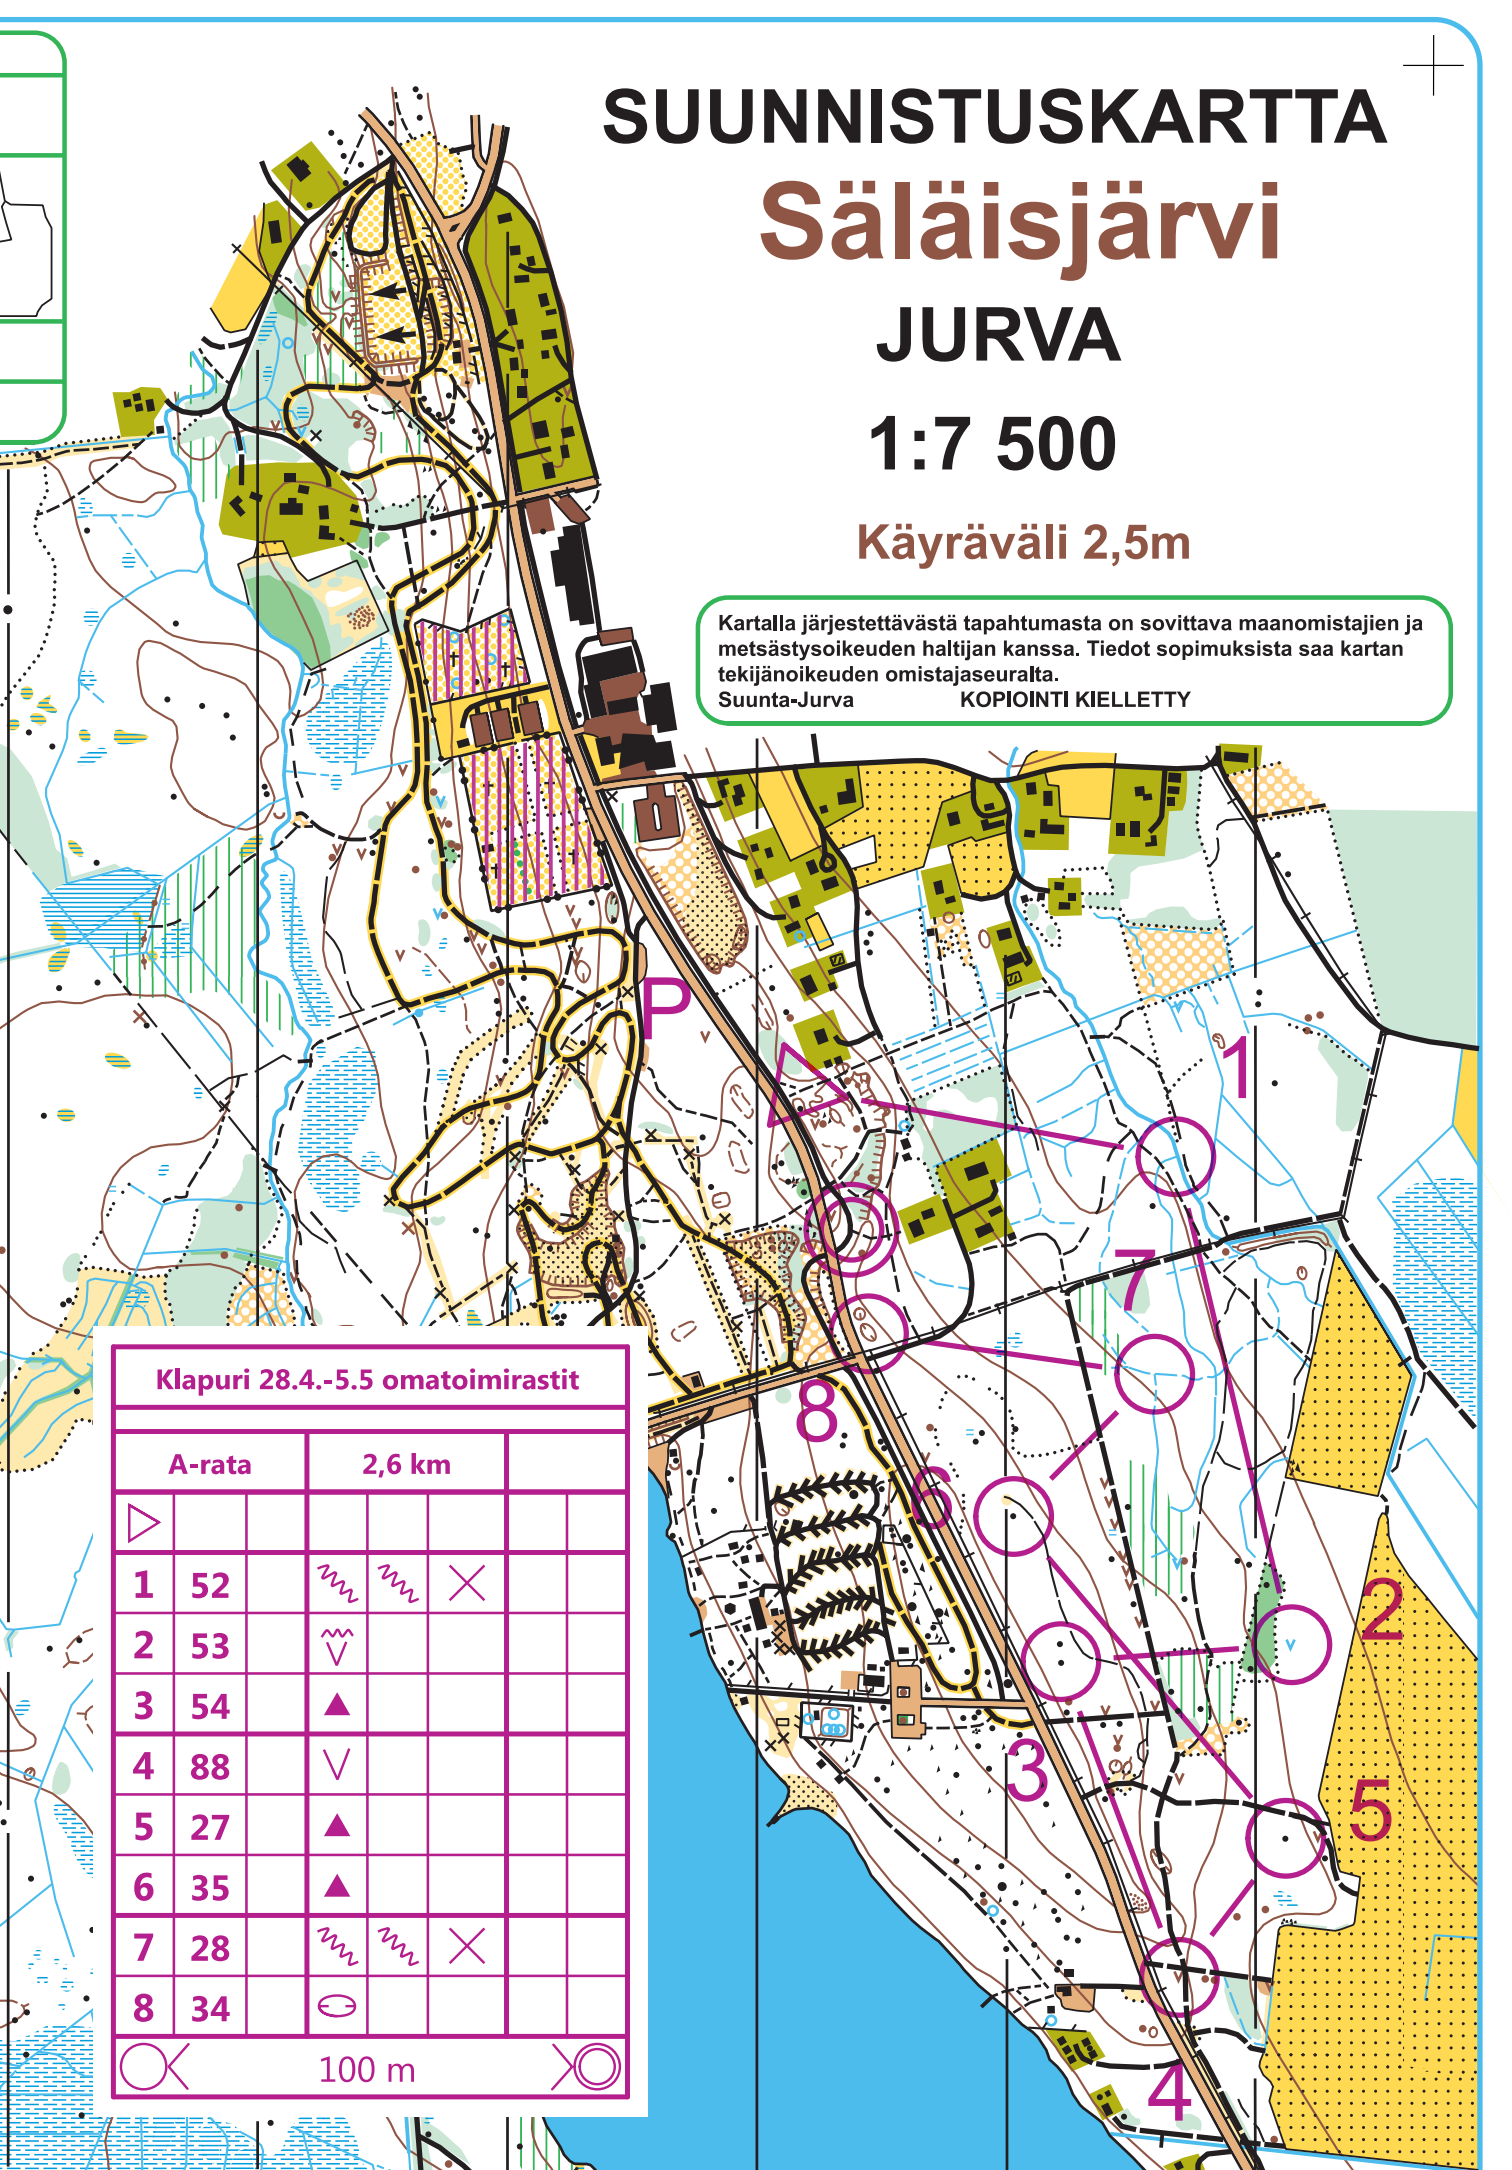 SUUNNISTUSKARTTA
Säläisjärvi
JURVA
1:7 500
Käyräväli 2,5m
Kartalla järjestettävästä tapahtumasta on sovittava maanomistajien ja
metsästysoikeuden haltijan kanssa. Tiedot sopimuksista saa kartan
tekijänoikeuden omistajaseuralta.
Suunta-Jurva KOPIOINTI KIELLETTY
P
1
7
8
6
2
3
5
4
Klapuri 28.4.-5.5 omatoimirastit
A-rata 2,6 km
1 52
2 53
3 54
4 88
5 27
6 35
7 28
8 34
100 m